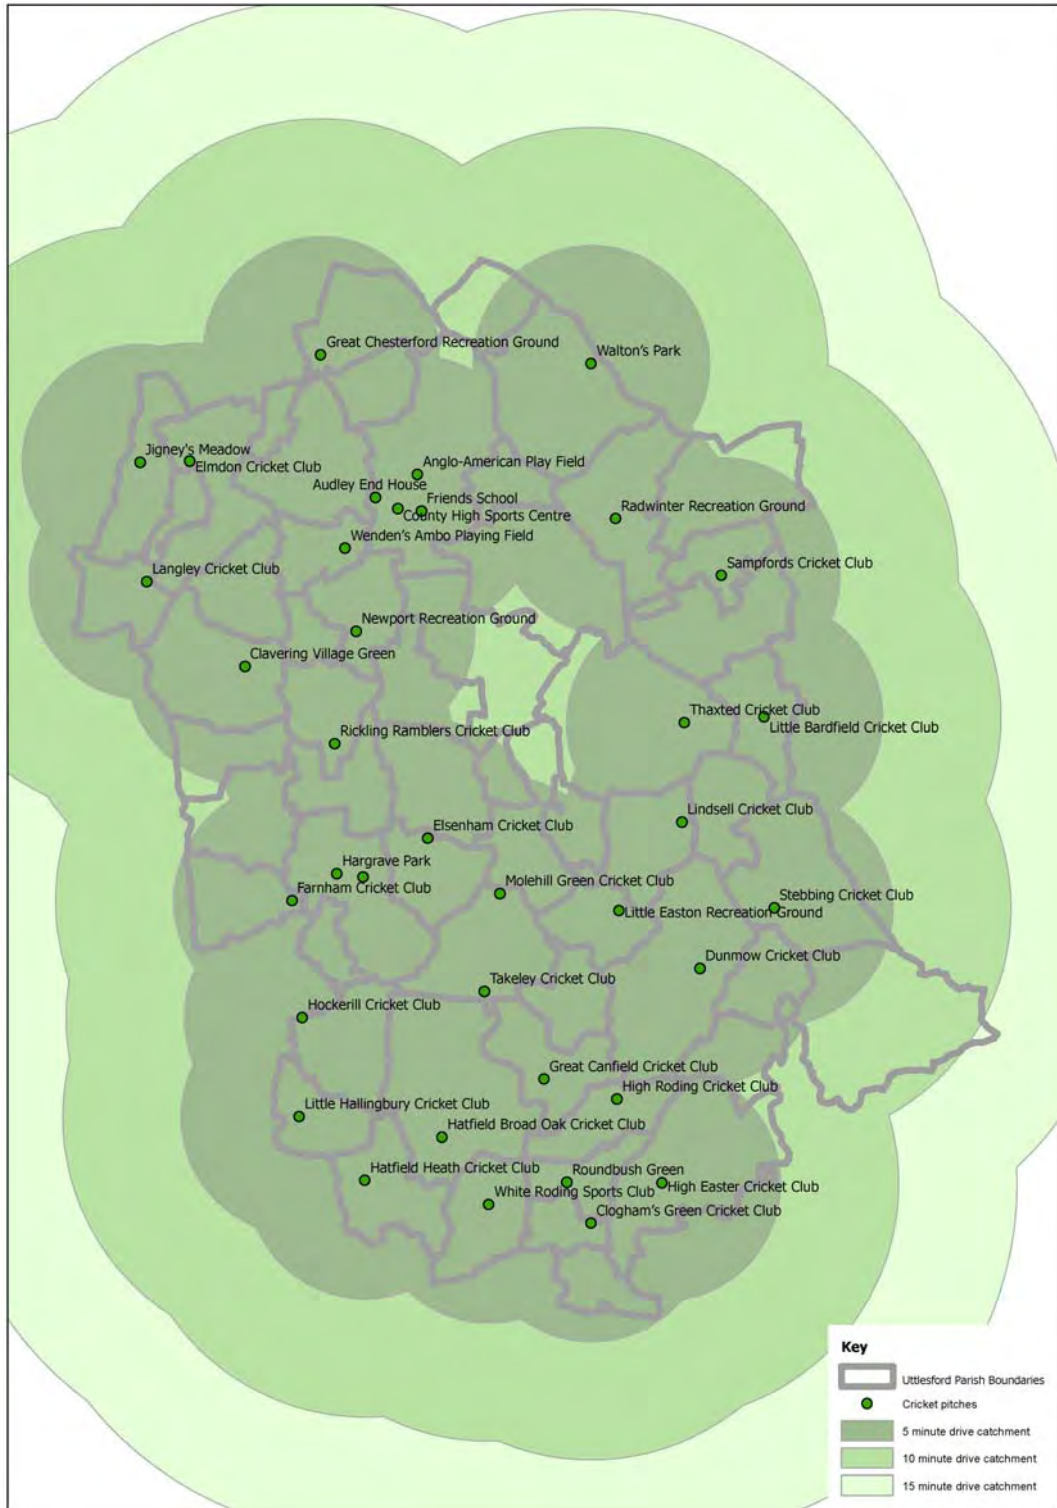 Great Chesterford Recreation Ground
Walton's Park
Jigney's Meadow
Elmdon Cricket Club
Anglo-American Play Field
Audley End House
Friends School
County High Sports Centre
Radwinter Recreation Ground
Wenden's Ambo Playing Field
Sampfords Cricket Club
Langley Cricket Club
Newport Recreation Ground
Clavering Village Green
Thaxted Cricket Club
Little Bardfield Cricket Club
Rickling Ramblers Cricket Club
Lindsell Cricket Club
Elsenham Cricket Club
Hargrave Park
Molehill Green Cricket Club
Farnham Cricket Club
Stebbing Cricket Club
Little Easton Recreation Ground
Dunmow Cricket Club
Takeley Cricket Club
Hockerill Cricket Club
Great Canfield Cricket Club
High Roding Cricket Club
Little Hallingbury Cricket Club
Hatfield Broad Oak Cricket Club
Hatfield Heath Cricket Club
Roundbush Green
High Easter Cricket Club
White Roding Sports Club
Clogham's Green Cricket Club
Key
Uttlesford Parish Boundaries
Cricket pitches
5 minute drive catchment
10 minute drive catchment
15 minute drive catchment